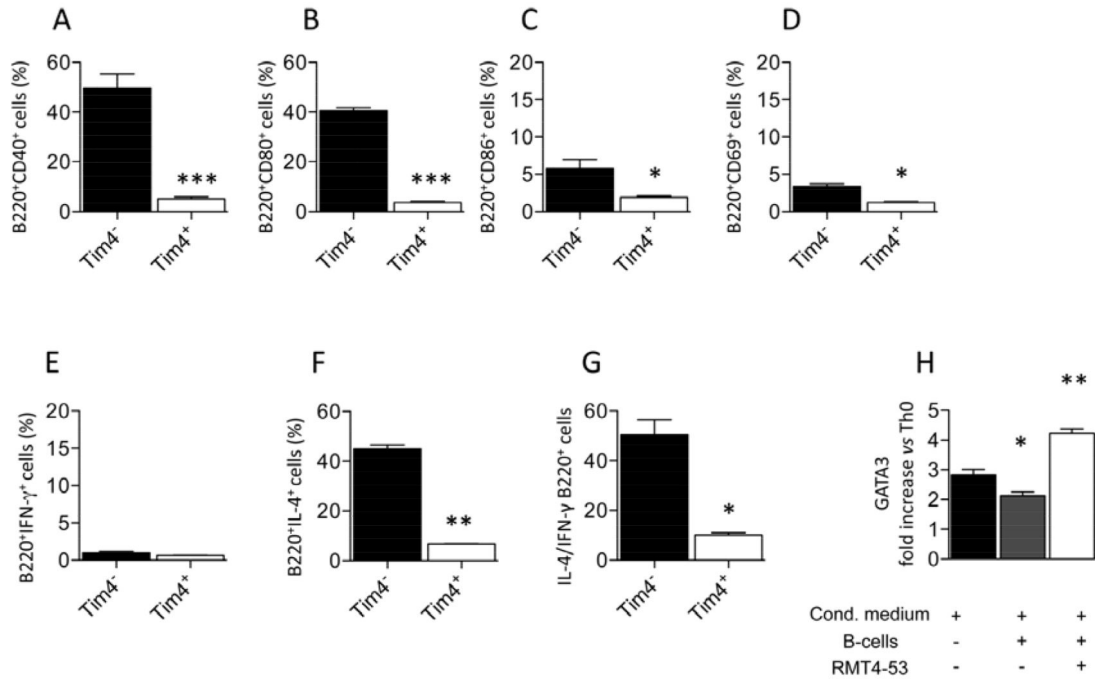 A
B220⁺CD40⁺ cells (%)
60
40
20
0
***
Tim4⁻
Tim4⁺
B
B220⁺CD80⁺ cells (%)
60
40
20
0
***
Tim4⁻
Tim4⁺
C
B220⁺CD86⁺ cells (%)
20
15
10
5
0
*
Tim4⁻
Tim4⁺
D
B220⁺CD69⁺ cells (%)
20
15
10
5
0
*
Tim4⁻
Tim4⁺
E
B220⁺IFN-γ⁺ cells (%)
20
15
10
5
0
Tim4⁻
Tim4⁺
F
B220⁺IL-4⁺ cells (%)
60
40
20
0
**
Tim4⁻
Tim4⁺
G
IL-4/IFN-γ B220⁺ cells
60
40
20
0
*
Tim4⁻
Tim4⁺
H
GATA3
fold increase vs Th0
5
4
3
2
1
0
*
**
Cond. medium + + +
B-cells - + +
RMT4-53 - - +